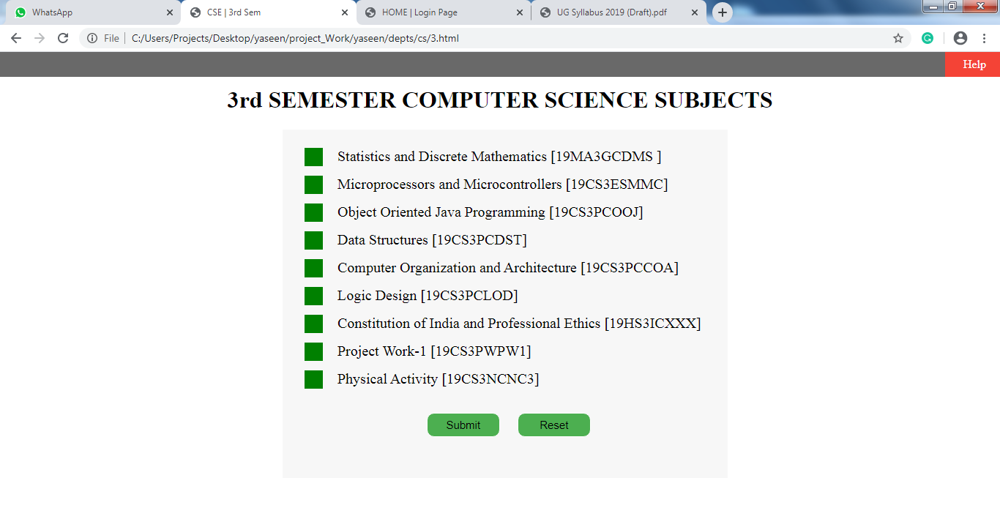 WhatsApp
CSE | 3rd Sem
HOME | Login Page
UG Syllabus 2019 (Draft).pdf
File
C:/Users/Projects/Desktop/yaseen/project_Work/yaseen/depts/cs/3.html
Help
3rd SEMESTER COMPUTER SCIENCE SUBJECTS
Statistics and Discrete Mathematics [19MA3GCDMS ]
Microprocessors and Microcontrollers [19CS3ESMMC]
Object Oriented Java Programming [19CS3PCOOJ]
Data Structures [19CS3PCDST]
Computer Organization and Architecture [19CS3PCCOA]
Logic Design [19CS3PCLOD]
Constitution of India and Professional Ethics [19HS3ICXXX]
Project Work-1 [19CS3PWPW1]
Physical Activity [19CS3NCNC3]
Submit
Reset